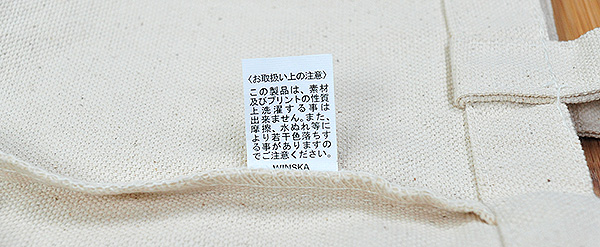 〈お取扱い上の注意〉
この製品は、素材
及びプリントの性質
上洗濯する事は
出来ません。また、
摩擦、水ぬれ等に
より若干色落ちす
る事がありますの
でご注意ください。
WINSKA